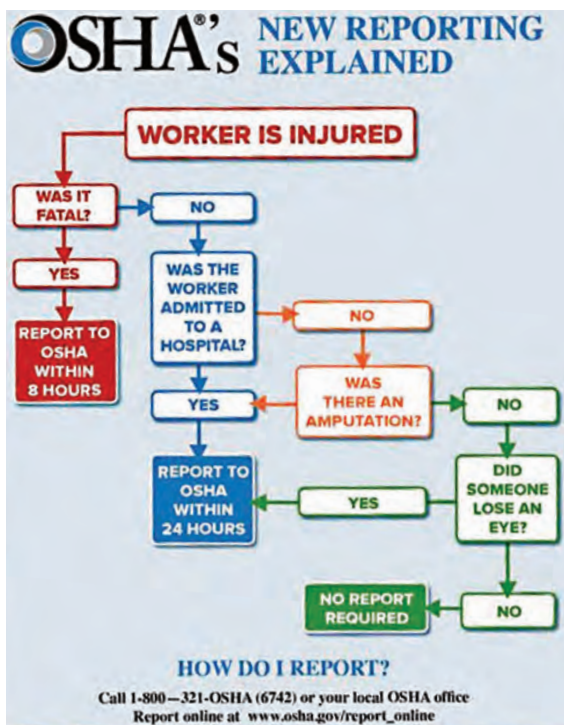 OSHA®'s NEW REPORTING
EXPLAINED
WORKER IS INJURED
WAS IT
FATAL?
NO
YES
REPORT TO
OSHA
WITHIN
8 HOURS
WAS THE
WORKER
ADMITTED
TO A
HOSPITAL?
NO
YES
WAS
THERE AN
AMPUTATION?
NO
REPORT TO
OSHA
WITHIN
24 HOURS
YES
DID
SOMEONE
LOSE AN
EYE?
NO REPORT
REQUIRED
NO
HOW DO I REPORT?
Call 1-800—321-OSHA (6742) or your local OSHA office
Report online at www.osha.gov/report_online